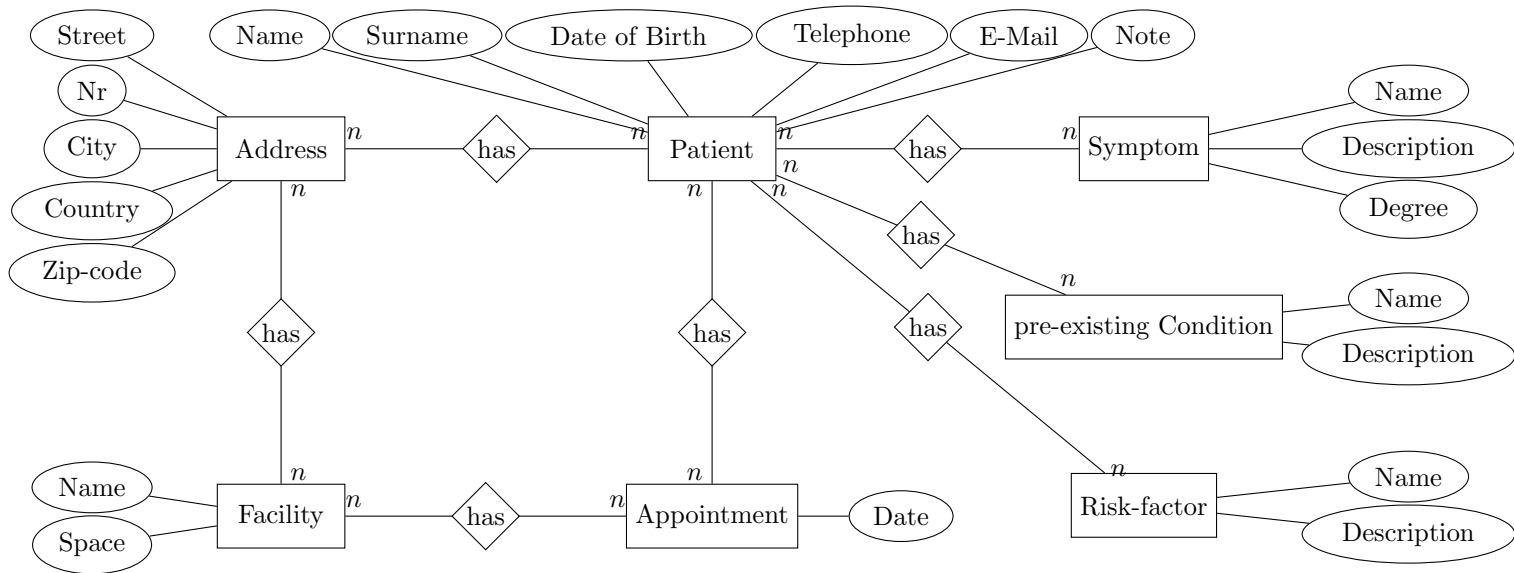 Street
Name
Surname
Date of Birth
Telephone
E-Mail
Note
Nr
Name
City
Address
n
has
n
Patient
n
has
n
Symptom
Description
Country
n
n
n
n
Degree
has
Zip-code
n
Name
has
has
has
pre-existing Condition
Description
Name
n
n
n
Name
n
n
Facility
has
Appointment
Date
Risk-factor
Space
Description